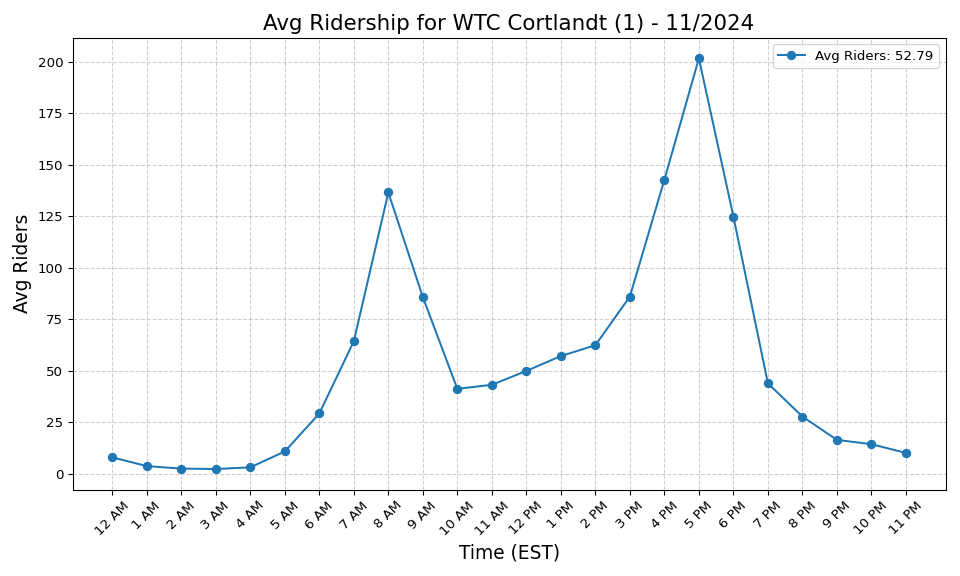 Avg Ridership for WTC Cortlandt (1) - 11/2024
Avg Riders: 52.79
Avg Riders
200
175
150
125
100
75
50
25
0
12 AM
1 AM
2 AM
3 AM
4 AM
5 AM
6 AM
7 AM
8 AM
9 AM
10 AM
11 AM
12 PM
1 PM
2 PM
3 PM
4 PM
5 PM
6 PM
7 PM
8 PM
9 PM
10 PM
11 PM
Time (EST)